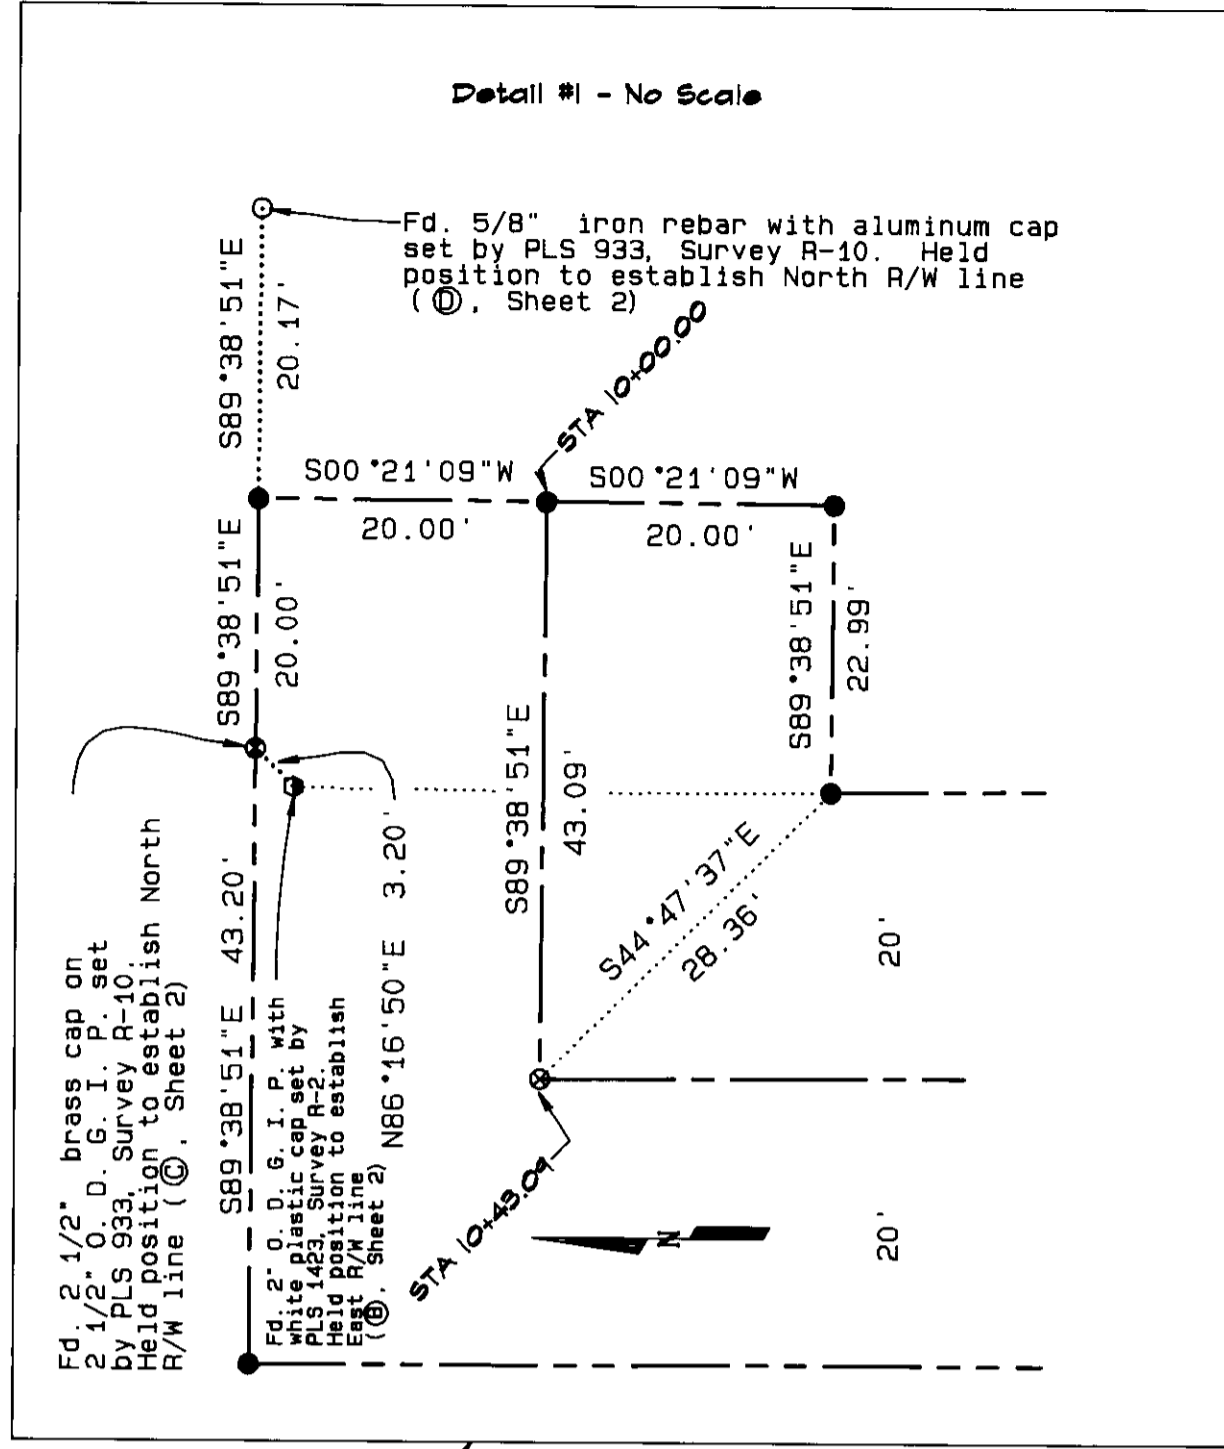 Detail #1 - No Scale
Fd. 5/8" iron rebar with aluminum cap
set by PLS 933, Survey R-10. Held
position to establish North R/W line
( D , Sheet 2)
S89°38'51"E
20.17'
STA 10+00.00
S00°21'09"W
20.00'
S00°21'09"W
20.00'
S89°38'51"E
20.00'
S89°38'51"E
22.99'
S89°38'51"E
43.09'
S44°47'37"E
28.36'
S89°38'51"E 43.20'
N86°16'50"E 3.20'
Fd. 2 1/2" brass cap on
2 1/2" O. D. G. I. P. set
by PLS 933, Survey R-10.
Held position to establish North
R/W line ( C , Sheet 2)
Fd. 2" O. D. G. I. P. with
white plastic cap set by
PLS 1423, Survey R-2.
Held position to establish
East R/W line
( B , Sheet 2)
STA 10+43.09
20'
20'
N